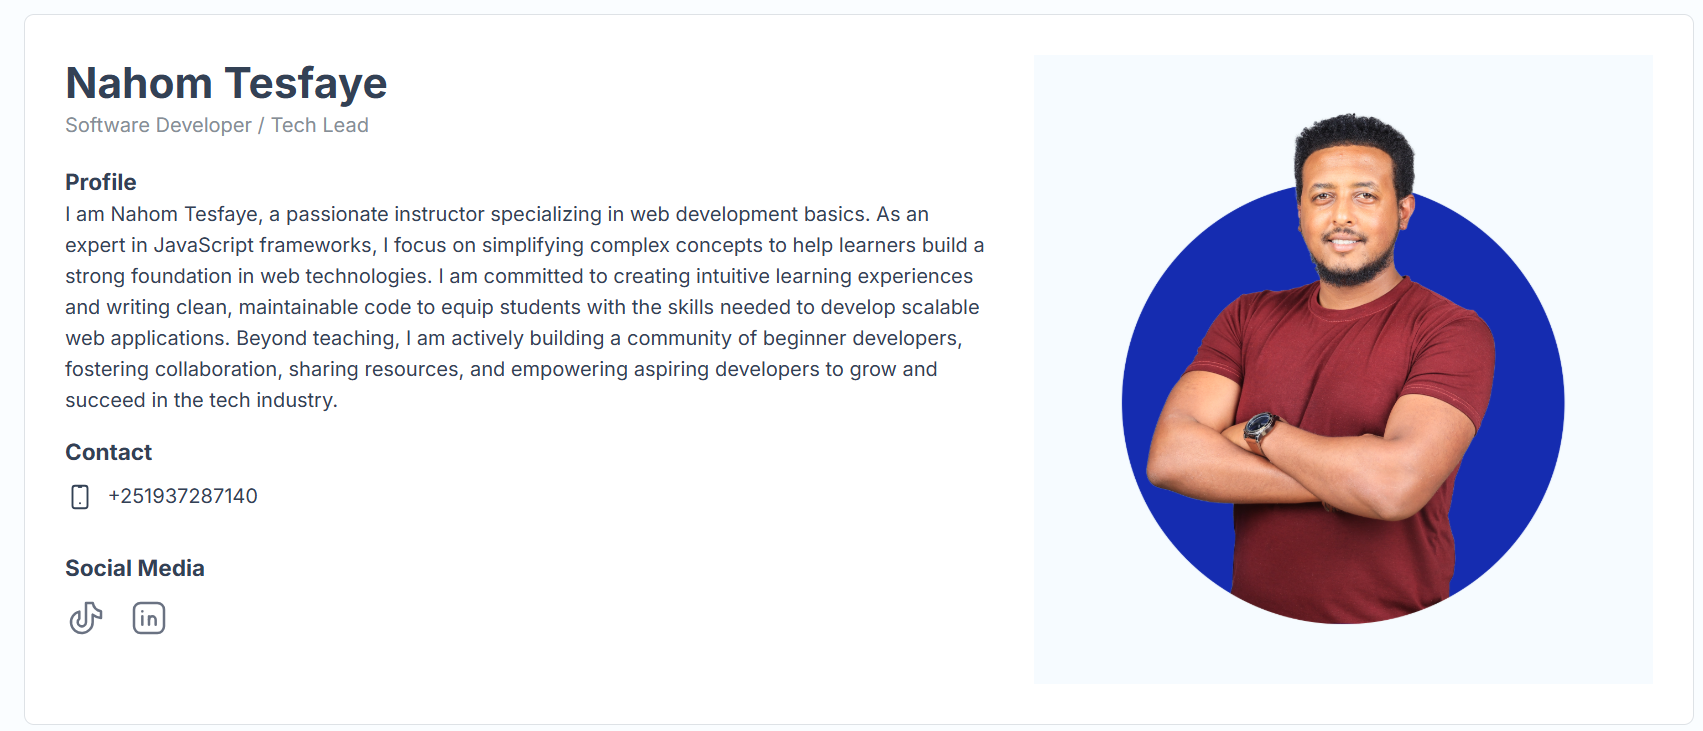 Nahom Tesfaye
Software Developer / Tech Lead
Profile
I am Nahom Tesfaye, a passionate instructor specializing in web development basics. As an
expert in JavaScript frameworks, I focus on simplifying complex concepts to help learners build a
strong foundation in web technologies. I am committed to creating intuitive learning experiences
and writing clean, maintainable code to equip students with the skills needed to develop scalable
web applications. Beyond teaching, I am actively building a community of beginner developers,
fostering collaboration, sharing resources, and empowering aspiring developers to grow and
succeed in the tech industry.
Contact
+251937287140
Social Media
in